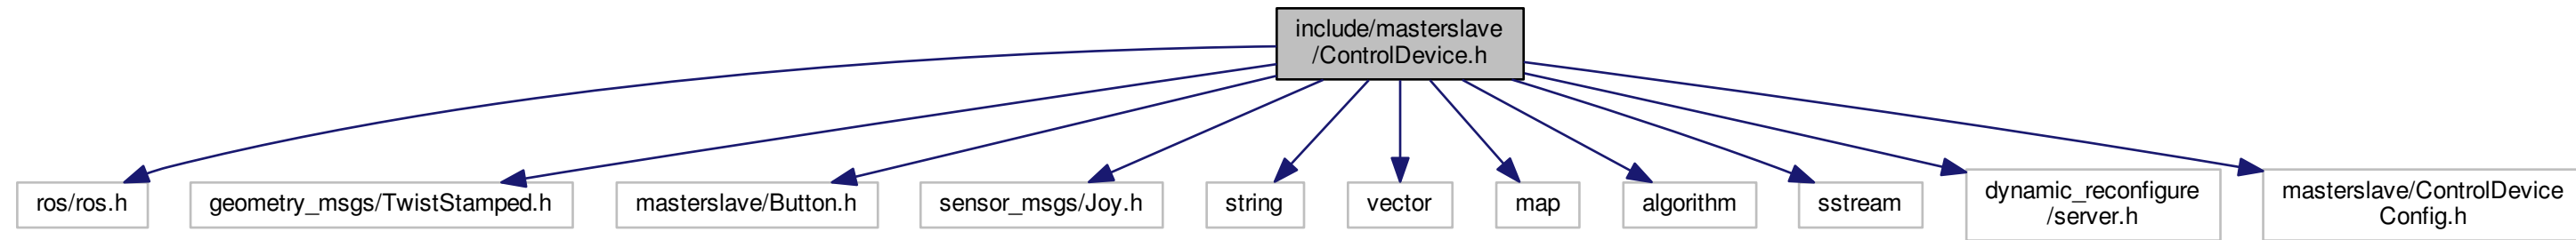 include/masterslave
/ControlDevice.h
ros/ros.h
geometry_msgs/TwistStamped.h
masterslave/Button.h
sensor_msgs/Joy.h
string
vector
map
algorithm
sstream
dynamic_reconfigure
/server.h
masterslave/ControlDevice
Config.h